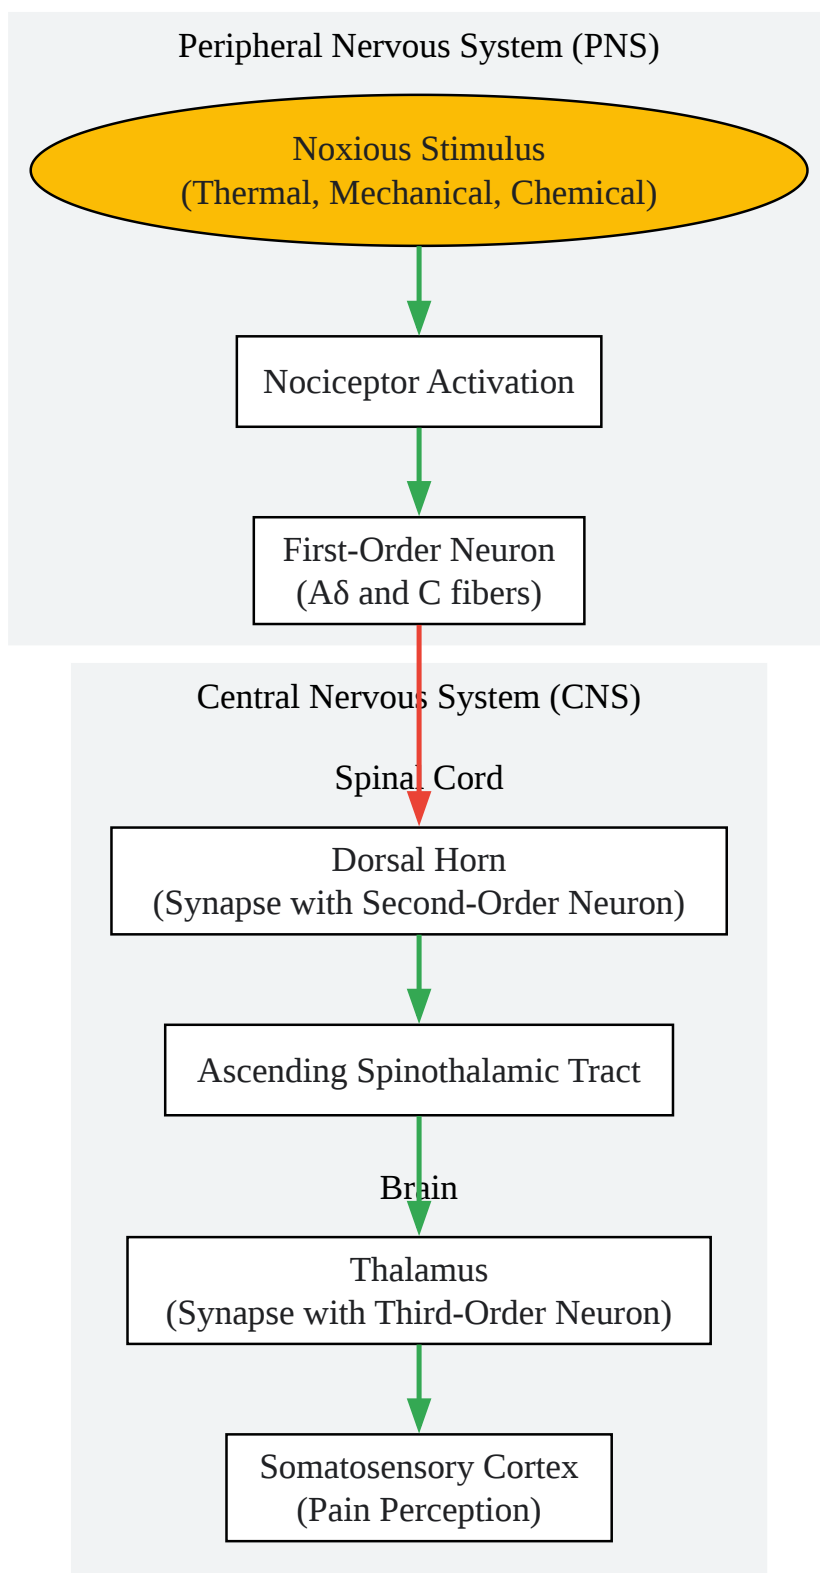 Peripheral Nervous System (PNS)
Noxious Stimulus
(Thermal, Mechanical, Chemical)
Nociceptor Activation
First-Order Neuron
(Aδ and C fibers)
Central Nervous System (CNS)
Spinal Cord
Dorsal Horn
(Synapse with Second-Order Neuron)
Ascending Spinothalamic Tract
Brain
Thalamus
(Synapse with Third-Order Neuron)
Somatosensory Cortex
(Pain Perception)